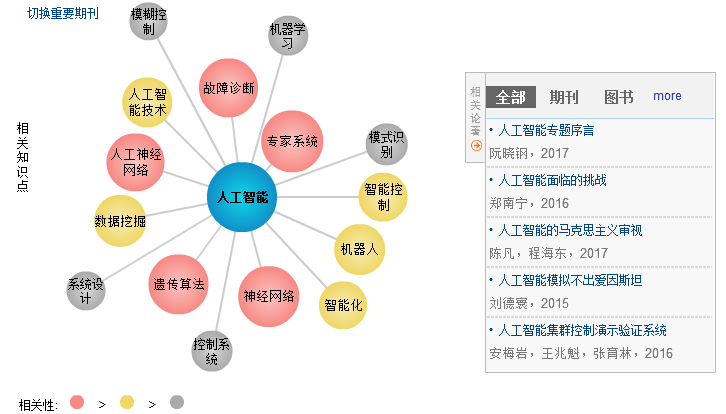 切换重要期刊
模糊控
制
机器学
习
故障诊断
人工智
能技术
专家系统
模式识
别
人工神经
网络
相
关
知
识
点
人工智能
智能控
制
数据挖掘
机器人
系统设
计
遗传算法
神经网络
智能化
控制系
统
相关性:
>
>
相
关
论
著
全部 期刊 图书 more
• 人工智能专题序言
阮晓钢，2017
• 人工智能面临的挑战
郑南宁，2016
• 人工智能的马克思主义审视
陈凡，程海东，2017
• 人工智能模拟不出爱因斯坦
刘德寰，2015
• 人工智能集群控制演示验证系统
安梅岩，王兆魁，张育林，2016